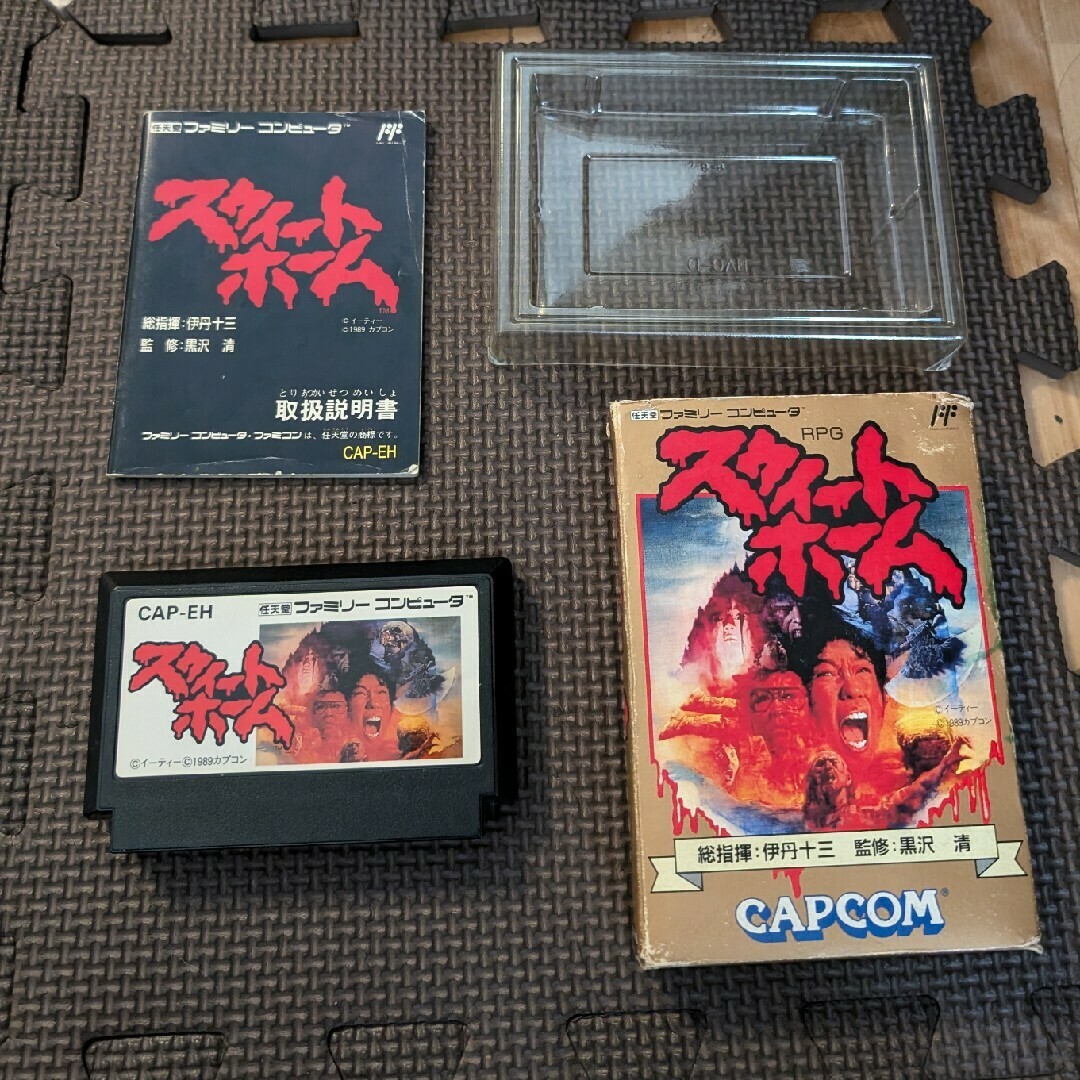 任天堂 ファミリー コンピュータ™
スウィート
ホーム
™
総指揮:伊丹十三
監 修:黒沢 清
© イーティー
© 1989 カプコン
とりあつかいせつめいしょ
取扱説明書
ファミリー コンピュータ・ファミコンは、任天堂の商標です。
CAP-EH
CAP-EH
任天堂 ファミリー コンピュータ™
スウィート
ホーム
©イーティー©1989カプコン
任天堂 ファミリー コンピュータ™
RPG
スウィート
ホーム
© イーティー
© 1989カプコン
総指揮:伊丹十三 監修:黒沢 清
CAPCOM®